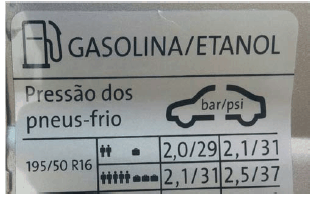 GASOLINA/ETANOL
Pressão dos
pneus-frio
bar/psi
195/50 R16
2,0/29 2,1/31
2,1/31 2,5/37